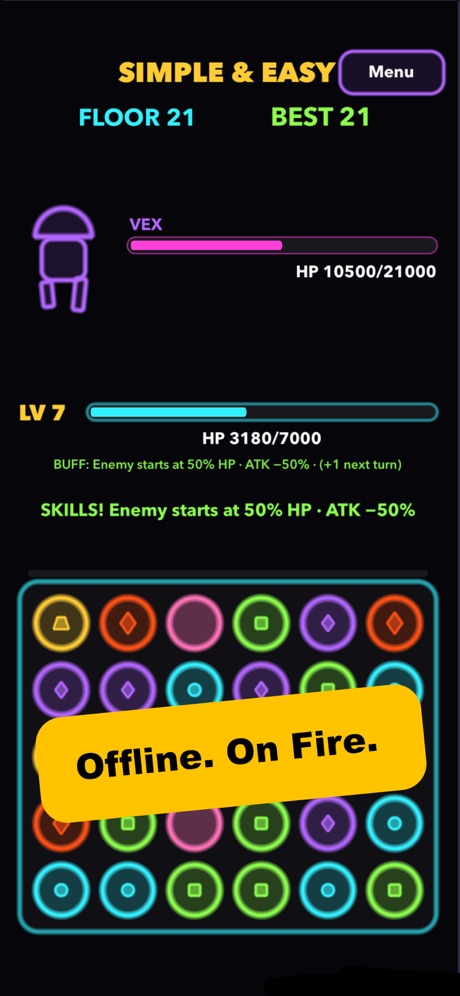 SIMPLE & EASY
Menu
FLOOR 21
BEST 21
VEX
HP 10500/21000
LV 7
HP 3180/7000
BUFF: Enemy starts at 50% HP · ATK −50% · (+1 next turn)
SKILLS! Enemy starts at 50% HP · ATK −50%
Offline. On Fire.